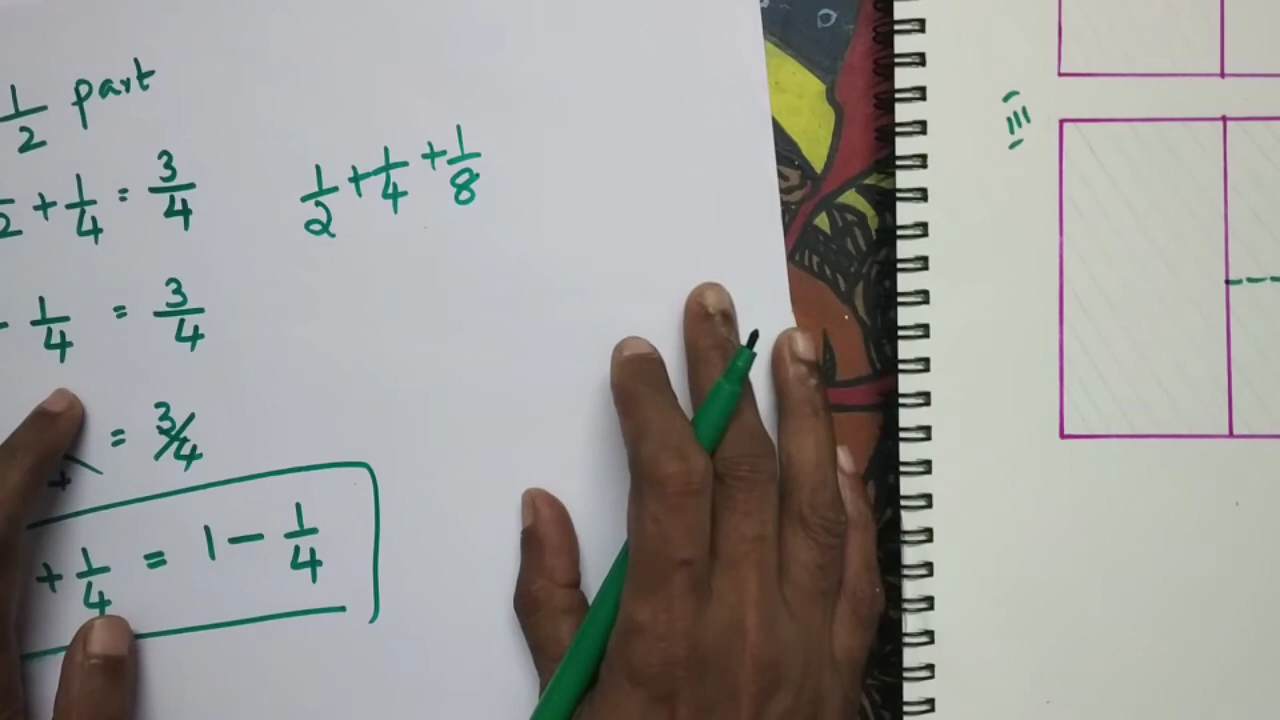 1/2 part
+ 1/4 = 3/4
- 1/4 = 3/4
= 3/4
+ 1/4 = 1 - 1/4
1/2 + 1/4 + 1/8
iii